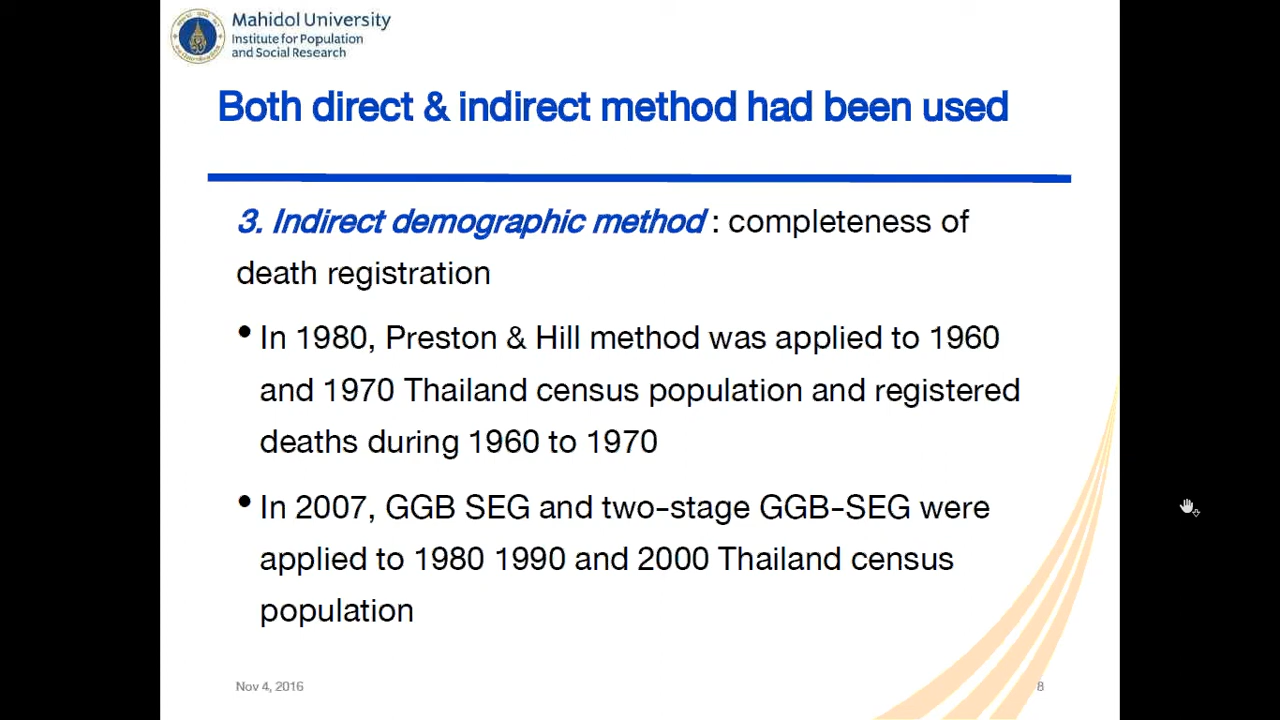 Mahidol University
Institute for Population
and Social Research
Both direct & indirect method had been used
3. Indirect demographic method : completeness of
death registration
• In 1980, Preston & Hill method was applied to 1960
and 1970 Thailand census population and registered
deaths during 1960 to 1970
• In 2007, GGB SEG and two-stage GGB-SEG were
applied to 1980 1990 and 2000 Thailand census
population
Nov 4, 2016
8